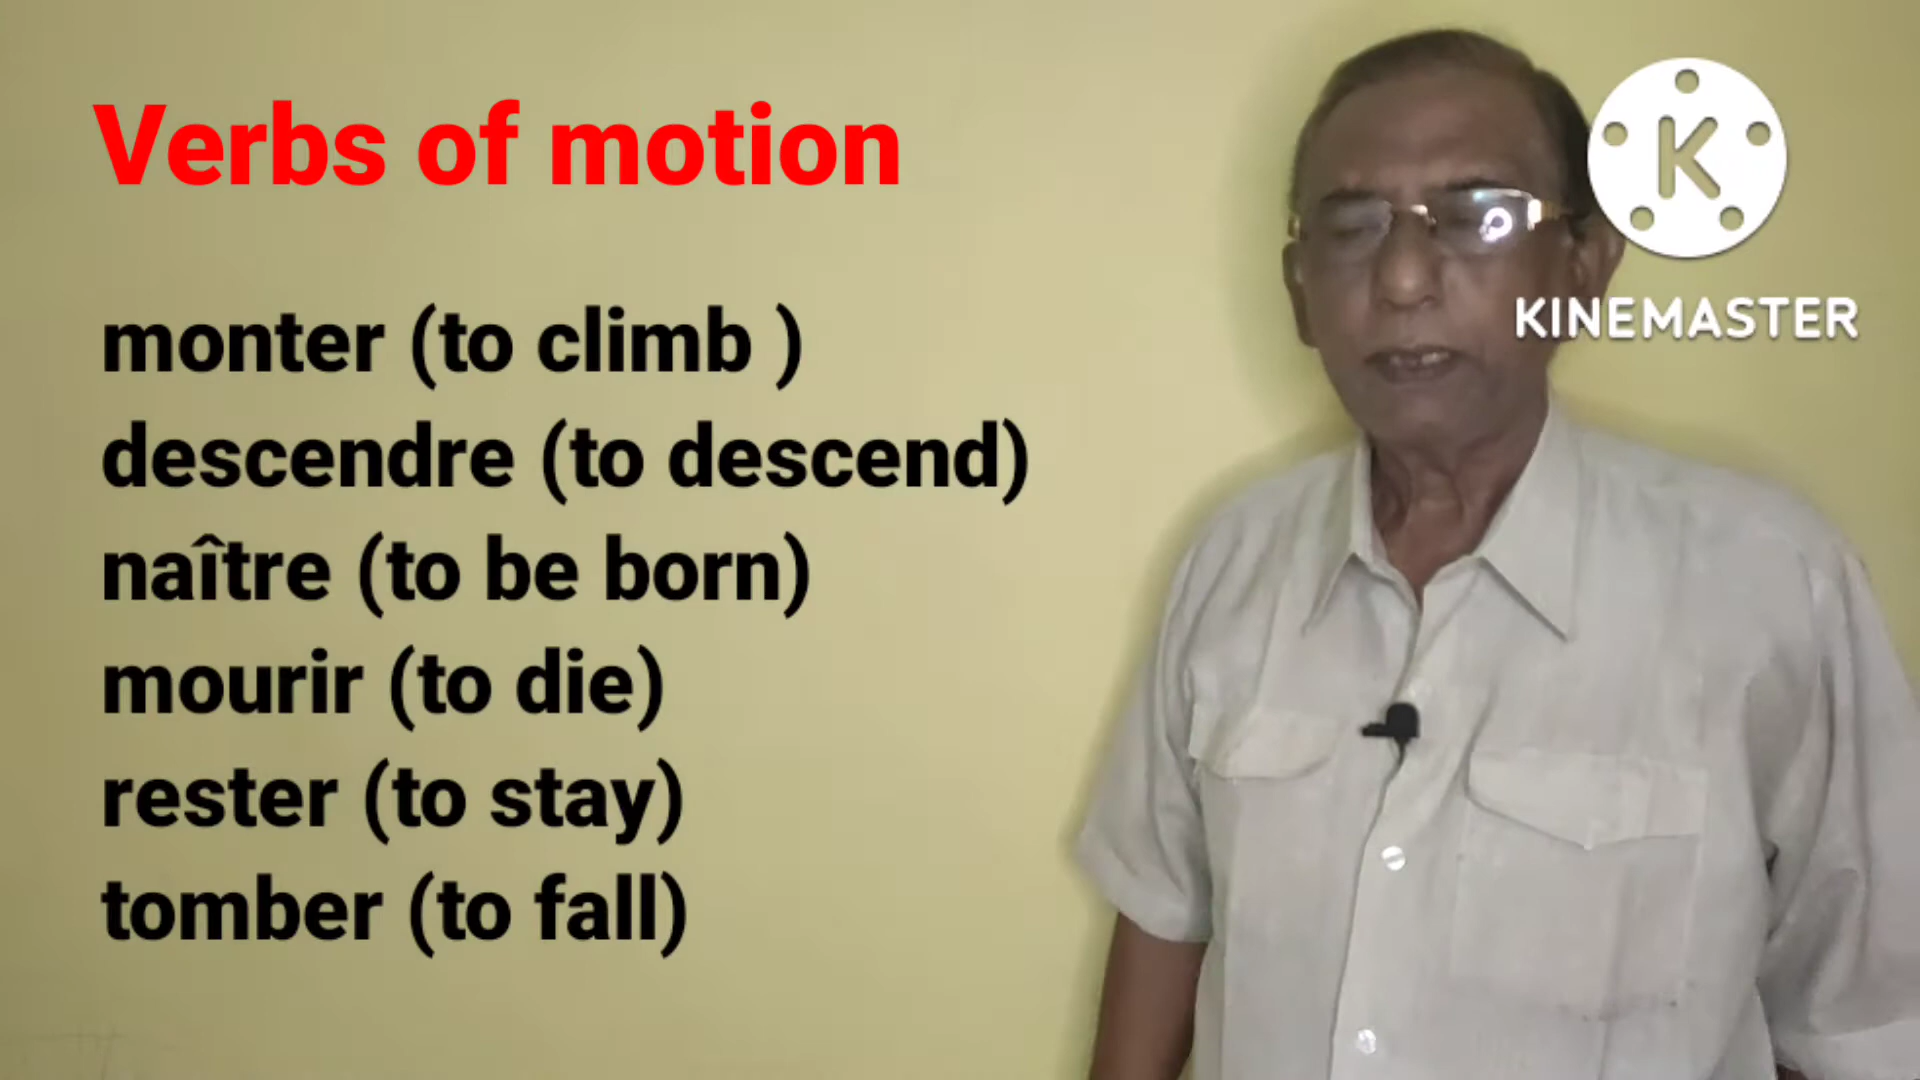 Verbs of motion
monter (to climb )
descendre (to descend)
naître (to be born)
mourir (to die)
rester (to stay)
tomber (to fall)
K
KINEMASTER